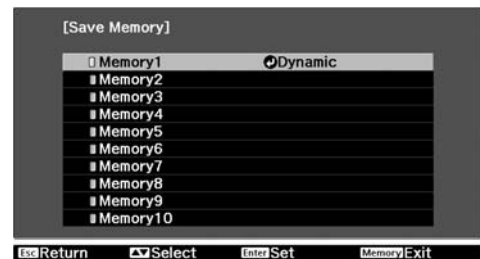 [Save Memory]
Memory1 Dynamic
Memory2
Memory3
Memory4
Memory5
Memory6
Memory7
Memory8
Memory9
Memory10
Esc Return Select Enter Set Memory Exit